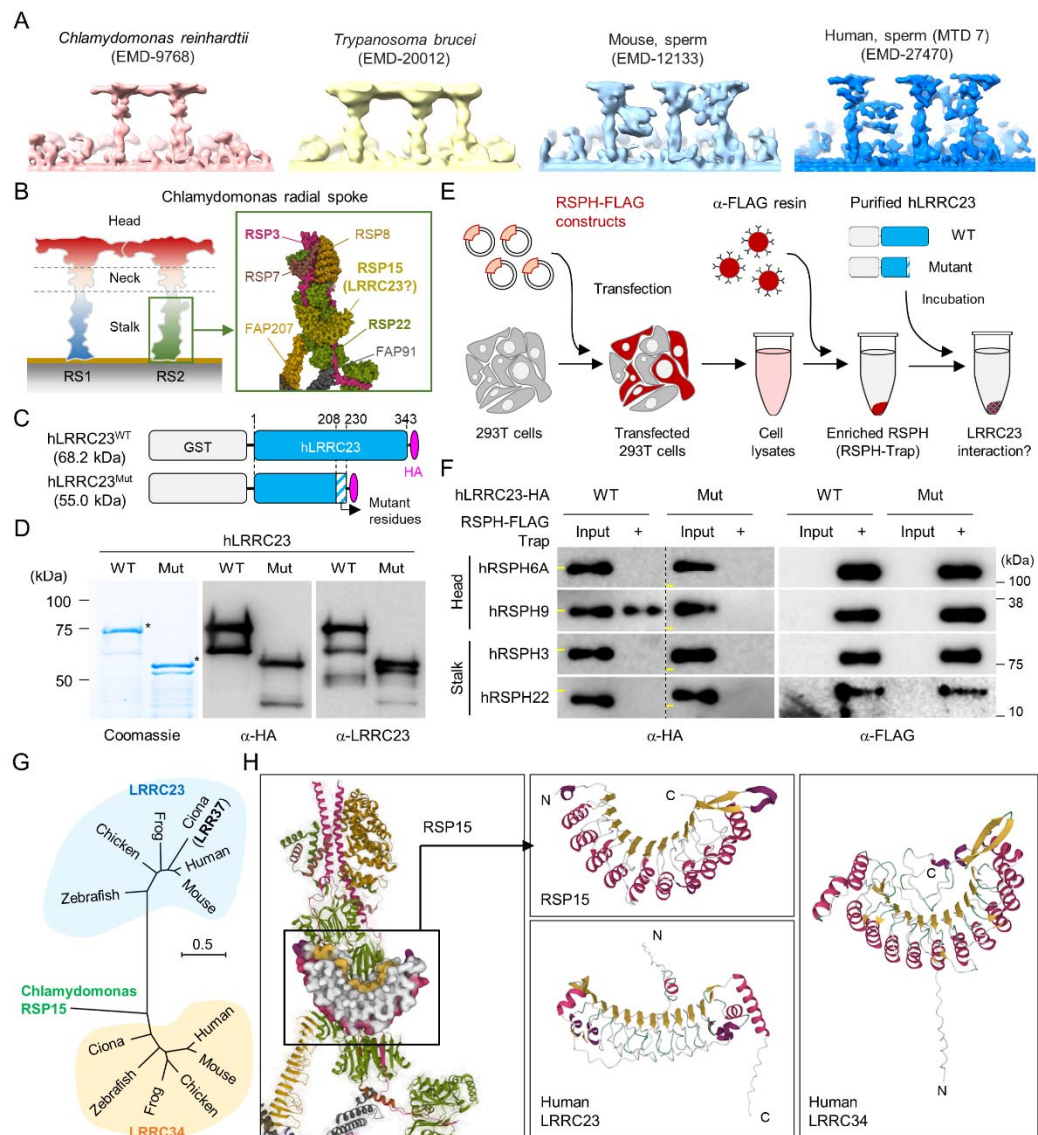 A
Chlamydomonas reinhardtii
(EMD-9768)
Trypanosoma brucei
(EMD-20012)
Mouse, sperm
(EMD-12133)
Human, sperm (MTD 7)
(EMD-27470)
B
Chlamydomonas radial spoke
Head
Neck
Stalk
RS1
RS2
RSP3
RSP8
RSP7
RSP15
(LRRC23?)
FAP207
RSP22
FAP91
C
1
208
230
343
hLRRC23WT
(68.2 kDa)
GST
hLRRC23
HA
hLRRC23Mut
(55.0 kDa)
Mutant
residues
D
hLRRC23
(kDa)
WT
Mut
WT
Mut
WT
Mut
100
75
50
*
*
Coomassie
α-HA
α-LRRC23
E
RSPH-FLAG
constructs
α-FLAG
resin
Purified hLRRC23
WT
Mutant
Transfection
Incubation
293T cells
Transfected
293T cells
Cell
lysates
Enriched RSPH
(RSPH-Trap)
LRRC23
interaction?
F
hLRRC23-HA
WT
Mut
WT
Mut
RSPH-FLAG
Trap
Input + Input + Input + Input +
(kDa)
Head
hRSPH6A
100
hRSPH9
38
Stalk
hRSPH3
75
hRSPH22
10
α-HA
α-FLAG
G
LRRC23
Ciona
(LRR37)
Frog
Chicken
Human
Mouse
Zebrafish
0.5
Chlamydomonas
RSP15
Ciona
Human
Zebrafish
Mouse
Frog
Chicken
LRRC34
H
RSP15
N
C
RSP15
N
C
Human
LRRC23
C
N
Human
LRRC34